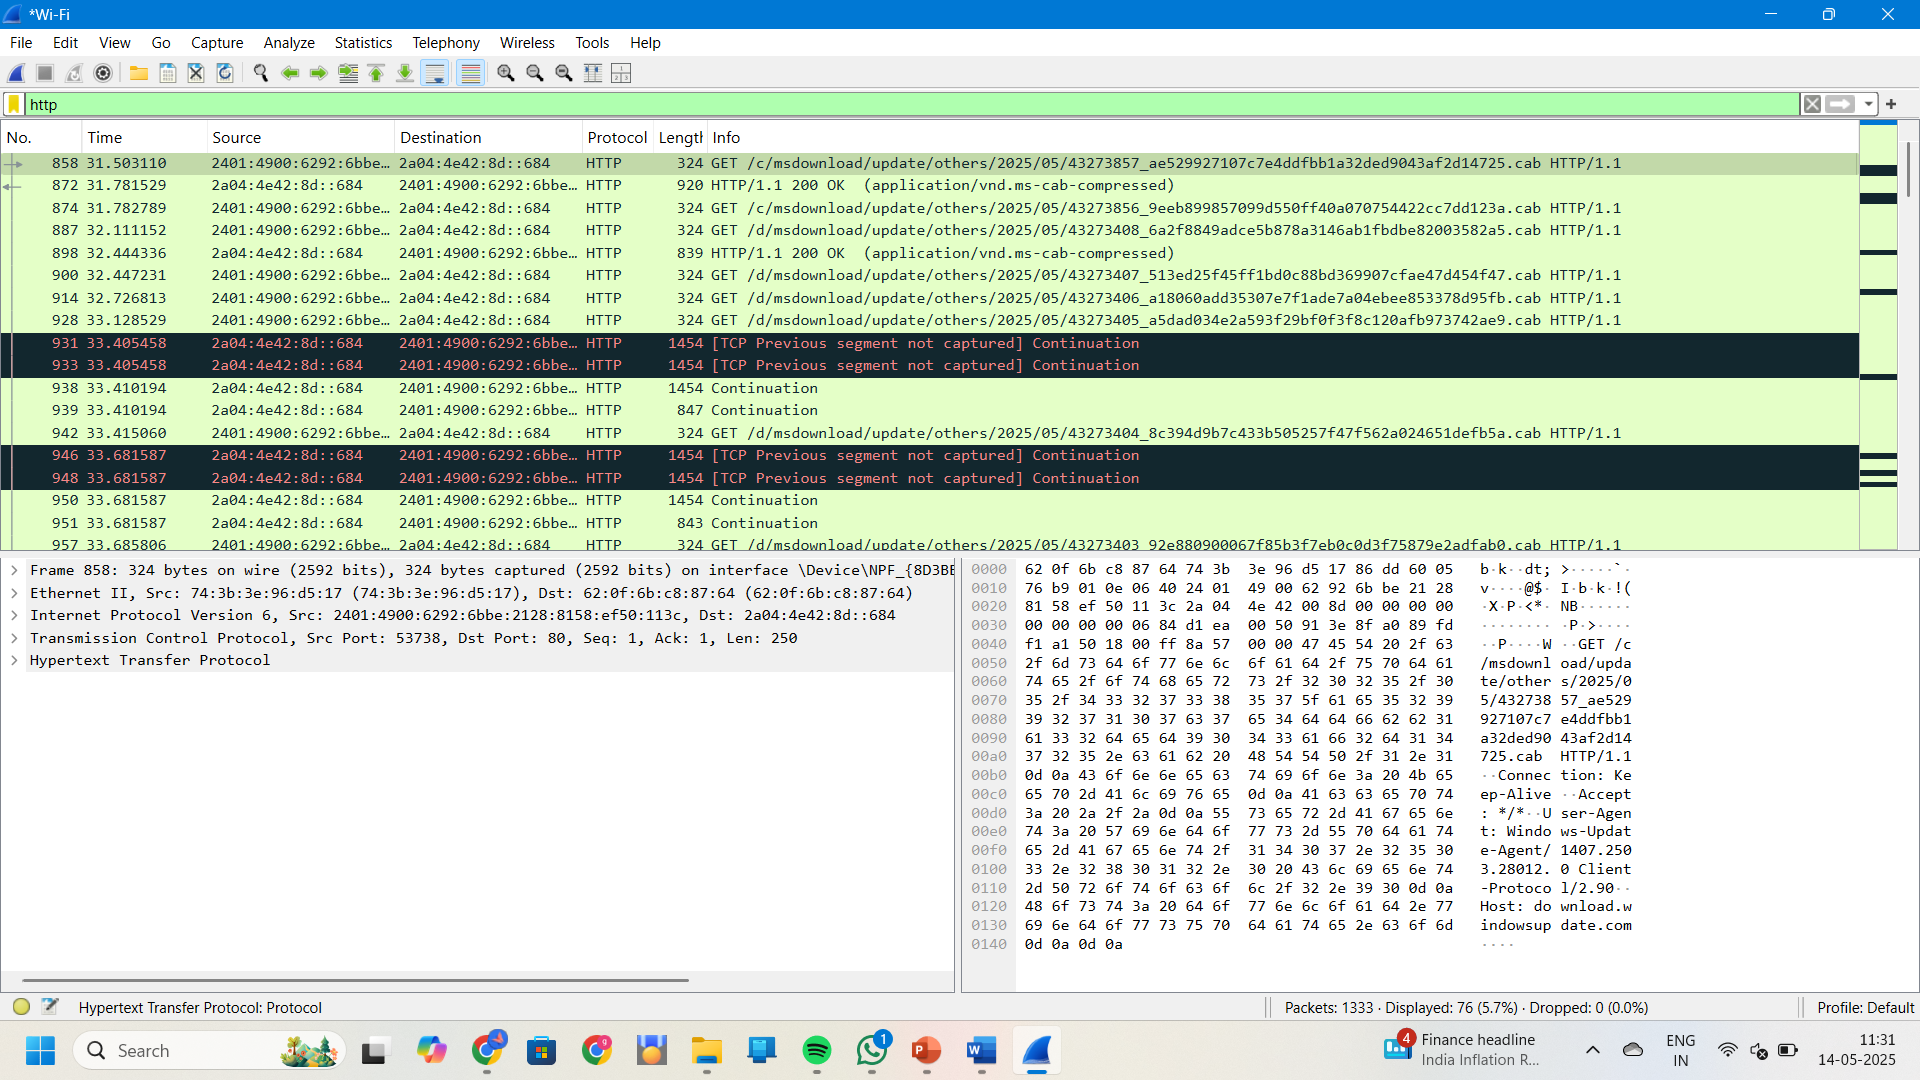 *Wi-Fi
File Edit View Go Capture Analyze Statistics Telephony Wireless Tools Help
http
No. Time Source Destination Protocol Length Info
858 31.503110 2401:4900:6292:6bbe… 2a04:4e42:8d::684 HTTP 324 GET /c/msdownload/update/others/2025/05/43273857_ae529927107c7e4ddfbb1a32ded9043af2d14725.cab HTTP/1.1
872 31.781529 2a04:4e42:8d::684 2401:4900:6292:6bbe… HTTP 920 HTTP/1.1 200 OK (application/vnd.ms-cab-compressed)
874 31.782789 2401:4900:6292:6bbe… 2a04:4e42:8d::684 HTTP 324 GET /c/msdownload/update/others/2025/05/43273856_9eeb899857099d550ff40a070754422cc7dd123a.cab HTTP/1.1
887 32.111152 2401:4900:6292:6bbe… 2a04:4e42:8d::684 HTTP 324 GET /d/msdownload/update/others/2025/05/43273408_6a2f8849adce5b878a3146ab1fbdbe82003582a5.cab HTTP/1.1
898 32.444336 2a04:4e42:8d::684 2401:4900:6292:6bbe… HTTP 839 HTTP/1.1 200 OK (application/vnd.ms-cab-compressed)
900 32.447231 2401:4900:6292:6bbe… 2a04:4e42:8d::684 HTTP 324 GET /d/msdownload/update/others/2025/05/43273407_513ed25f45ff1bd0c88bd369907cfae47d454f47.cab HTTP/1.1
914 32.726813 2401:4900:6292:6bbe… 2a04:4e42:8d::684 HTTP 324 GET /d/msdownload/update/others/2025/05/43273406_a18060add35307e7f1ade7a04ebee853378d95fb.cab HTTP/1.1
928 33.128529 2401:4900:6292:6bbe… 2a04:4e42:8d::684 HTTP 324 GET /d/msdownload/update/others/2025/05/43273405_a5dad034e2a593f29bf0f3f8c120afb973742ae9.cab HTTP/1.1
931 33.405458 2a04:4e42:8d::684 2401:4900:6292:6bbe… HTTP 1454 [TCP Previous segment not captured] Continuation
933 33.405458 2a04:4e42:8d::684 2401:4900:6292:6bbe… HTTP 1454 [TCP Previous segment not captured] Continuation
938 33.410194 2a04:4e42:8d::684 2401:4900:6292:6bbe… HTTP 1454 Continuation
939 33.410194 2a04:4e42:8d::684 2401:4900:6292:6bbe… HTTP 847 Continuation
942 33.415060 2401:4900:6292:6bbe… 2a04:4e42:8d::684 HTTP 324 GET /d/msdownload/update/others/2025/05/43273404_8c394d9b7c433b505257f47f562a024651defb5a.cab HTTP/1.1
946 33.681587 2a04:4e42:8d::684 2401:4900:6292:6bbe… HTTP 1454 [TCP Previous segment not captured] Continuation
948 33.681587 2a04:4e42:8d::684 2401:4900:6292:6bbe… HTTP 1454 [TCP Previous segment not captured] Continuation
950 33.681587 2a04:4e42:8d::684 2401:4900:6292:6bbe… HTTP 1454 Continuation
951 33.681587 2a04:4e42:8d::684 2401:4900:6292:6bbe… HTTP 843 Continuation
957 33.685806 2401:4900:6292:6bbe… 2a04:4e42:8d::684 HTTP 324 GET /d/msdownload/update/others/2025/05/43273403_92e880900067f85b3f7eb0c0d3f75879e2adfab0.cab HTTP/1.1
Frame 858: 324 bytes on wire (2592 bits), 324 bytes captured (2592 bits) on interface \Device\NPF_{8D3BE
Ethernet II, Src: 74:3b:3e:96:d5:17 (74:3b:3e:96:d5:17), Dst: 62:0f:6b:c8:87:64 (62:0f:6b:c8:87:64)
Internet Protocol Version 6, Src: 2401:4900:6292:6bbe:2128:8158:ef50:113c, Dst: 2a04:4e42:8d::684
Transmission Control Protocol, Src Port: 53738, Dst Port: 80, Seq: 1, Ack: 1, Len: 250
Hypertext Transfer Protocol
0000 62 0f 6b c8 87 64 74 3b 3e 96 d5 17 86 dd 60 05 b·k··dt; >·····`·
0010 76 b9 01 0e 06 40 24 01 49 00 62 92 6b be 21 28 v····@$· I·b·k·!(
0020 81 58 ef 50 11 3c 2a 04 4e 42 00 8d 00 00 00 00 ·X·P·<*· NB······
0030 00 00 00 00 06 84 d1 ea 00 50 91 3e 8f a0 89 fd ········ ·P·>····
0040 f1 a1 50 18 00 ff 8a 57 00 00 47 45 54 20 2f 63 ··P····W ··GET /c
0050 2f 6d 73 64 6f 77 6e 6c 6f 61 64 2f 75 70 64 61 /msdownl oad/upda
0060 74 65 2f 6f 74 68 65 72 73 2f 32 30 32 35 2f 30 te/other s/2025/0
0070 35 2f 34 33 32 37 33 38 35 37 5f 61 65 35 32 39 5/432738 57_ae529
0080 39 32 37 31 30 37 63 37 65 34 64 64 66 62 62 31 927107c7 e4ddfbb1
0090 61 33 32 64 65 64 39 30 34 33 61 66 32 64 31 34 a32ded90 43af2d14
00a0 37 32 35 2e 63 61 62 20 48 54 54 50 2f 31 2e 31 725.cab HTTP/1.1
00b0 0d 0a 43 6f 6e 6e 65 63 74 69 6f 6e 3a 20 4b 65 ··Connec tion: Ke
00c0 65 70 2d 41 6c 69 76 65 0d 0a 41 63 63 65 70 74 ep-Alive ··Accept
00d0 3a 20 2a 2f 2a 0d 0a 55 73 65 72 2d 41 67 65 6e : */*··U ser-Agen
00e0 74 3a 20 57 69 6e 64 6f 77 73 2d 55 70 64 61 74 t: Windo ws-Updat
00f0 65 2d 41 67 65 6e 74 2f 31 34 30 37 2e 32 35 30 e-Agent/ 1407.250
0100 33 2e 32 38 30 31 32 2e 30 20 43 6c 69 65 6e 74 3.28012. 0 Client
0110 2d 50 72 6f 74 6f 63 6f 6c 2f 32 2e 39 30 0d 0a -Protoco l/2.90··
0120 48 6f 73 74 3a 20 64 6f 77 6e 6c 6f 61 64 2e 77 Host: do wnload.w
0130 69 6e 64 6f 77 73 75 70 64 61 74 65 2e 63 6f 6d indowsup date.com
0140 0d 0a 0d 0a ····
Hypertext Transfer Protocol: Protocol
Packets: 1333 · Displayed: 76 (5.7%) · Dropped: 0 (0.0%)
Profile: Default
Search
9
1
4
Finance headline
India Inflation R...
ENG
IN
11:31
14-05-2025